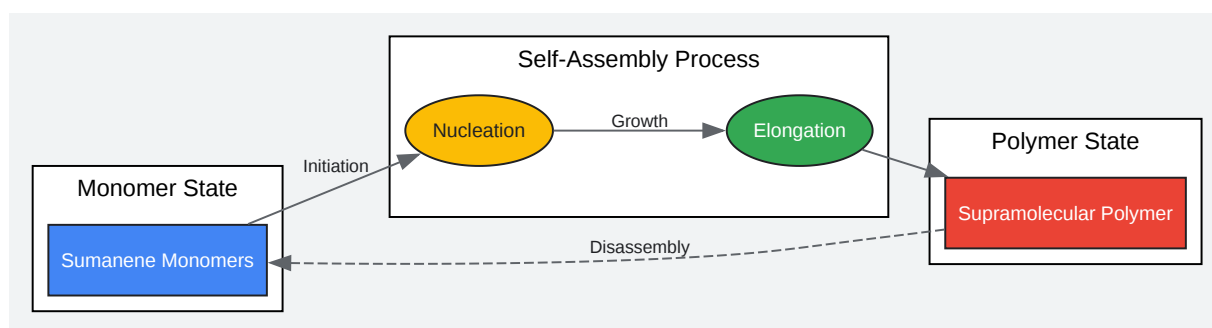 Self-Assembly Process
Nucleation
Growth
Elongation
Polymer State
Supramolecular Polymer
Initiation
Monomer State
Sumanene Monomers
Disassembly